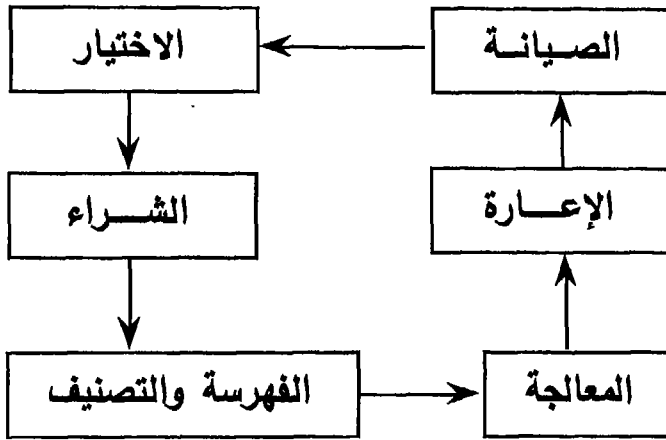 الصيانة
الاختيار
الإعارة
الشراء
المعالجة
الفهرسة والتصنيف